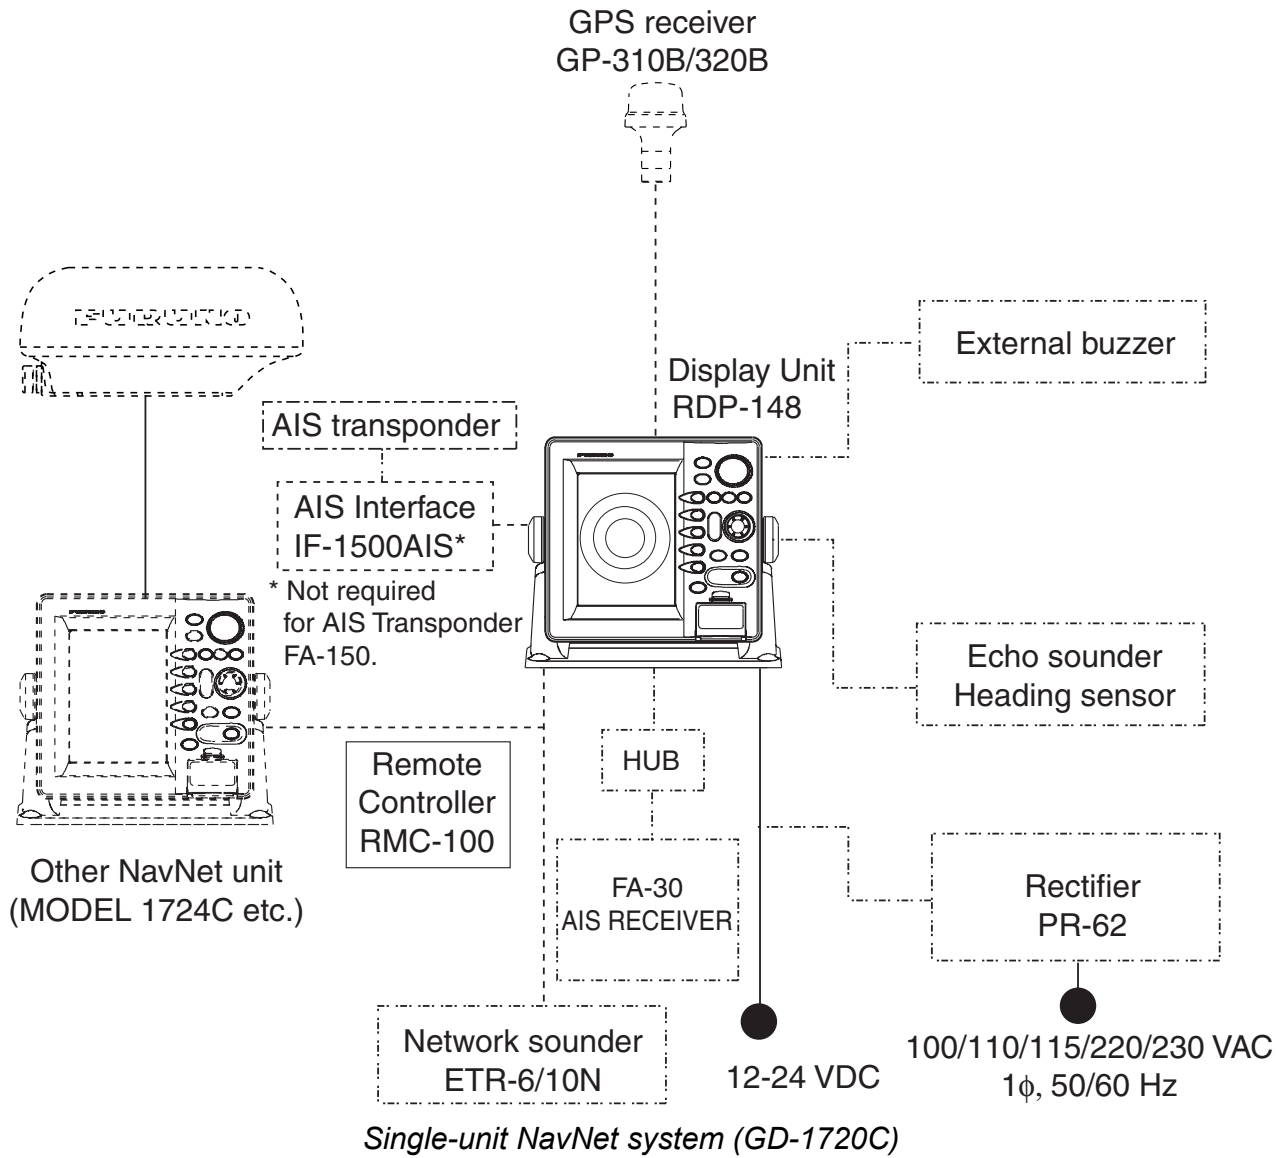 GPS receiver
GP-310B/320B
FURUNO
External buzzer
Display Unit
RDP-148
AIS transponder
FURUNO
AIS Interface
IF-1500AIS*
* Not required
for AIS Transponder
FA-150.
FURUNO
Echo sounder
Heading sensor
HUB
Remote
Controller
RMC-100
Other NavNet unit
(MODEL 1724C etc.)
FA-30
AIS RECEIVER
Rectifier
PR-62
Network sounder
ETR-6/10N
12-24 VDC
100/110/115/220/230 VAC
1ϕ, 50/60 Hz
Single-unit NavNet system (GD-1720C)